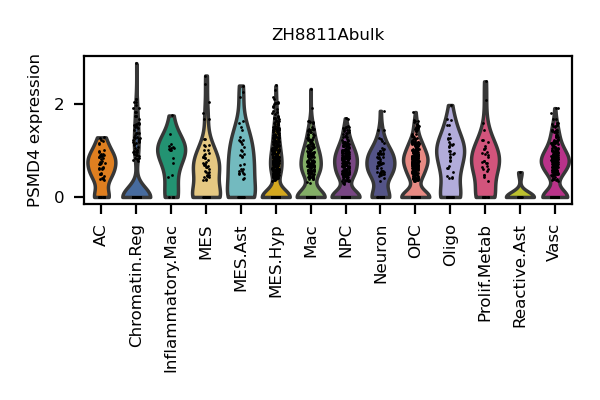 ZH8811Abulk
PSMD4 expression
2
0
AC
Chromatin.Reg
Inflammatory.Mac
MES
MES.Ast
MES.Hyp
Mac
NPC
Neuron
OPC
Oligo
Prolif.Metab
Reactive.Ast
Vasc